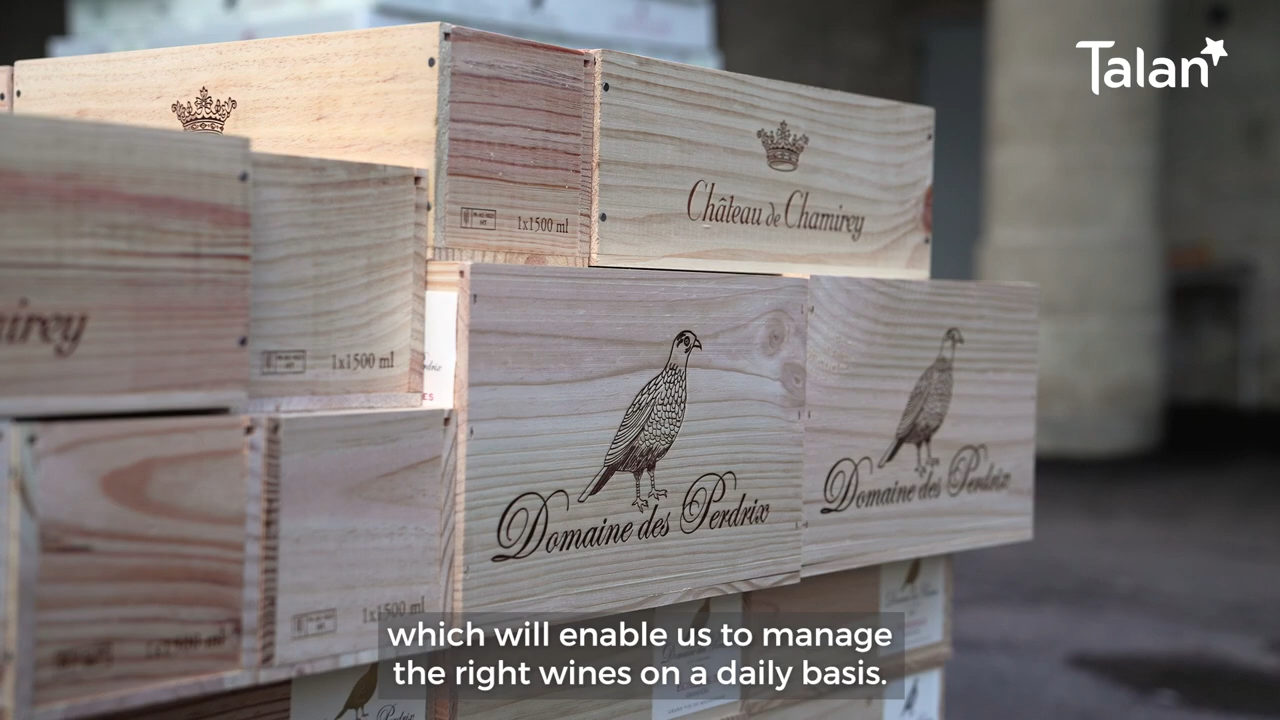 Talan
Château de Chamirey
1x1500 ml
irey
1x1500 ml
Domaine des Perdrix
Domaine des Perdrix
1x1500 ml
which will enable us to manage
the right wines on a daily basis.
Perdrix